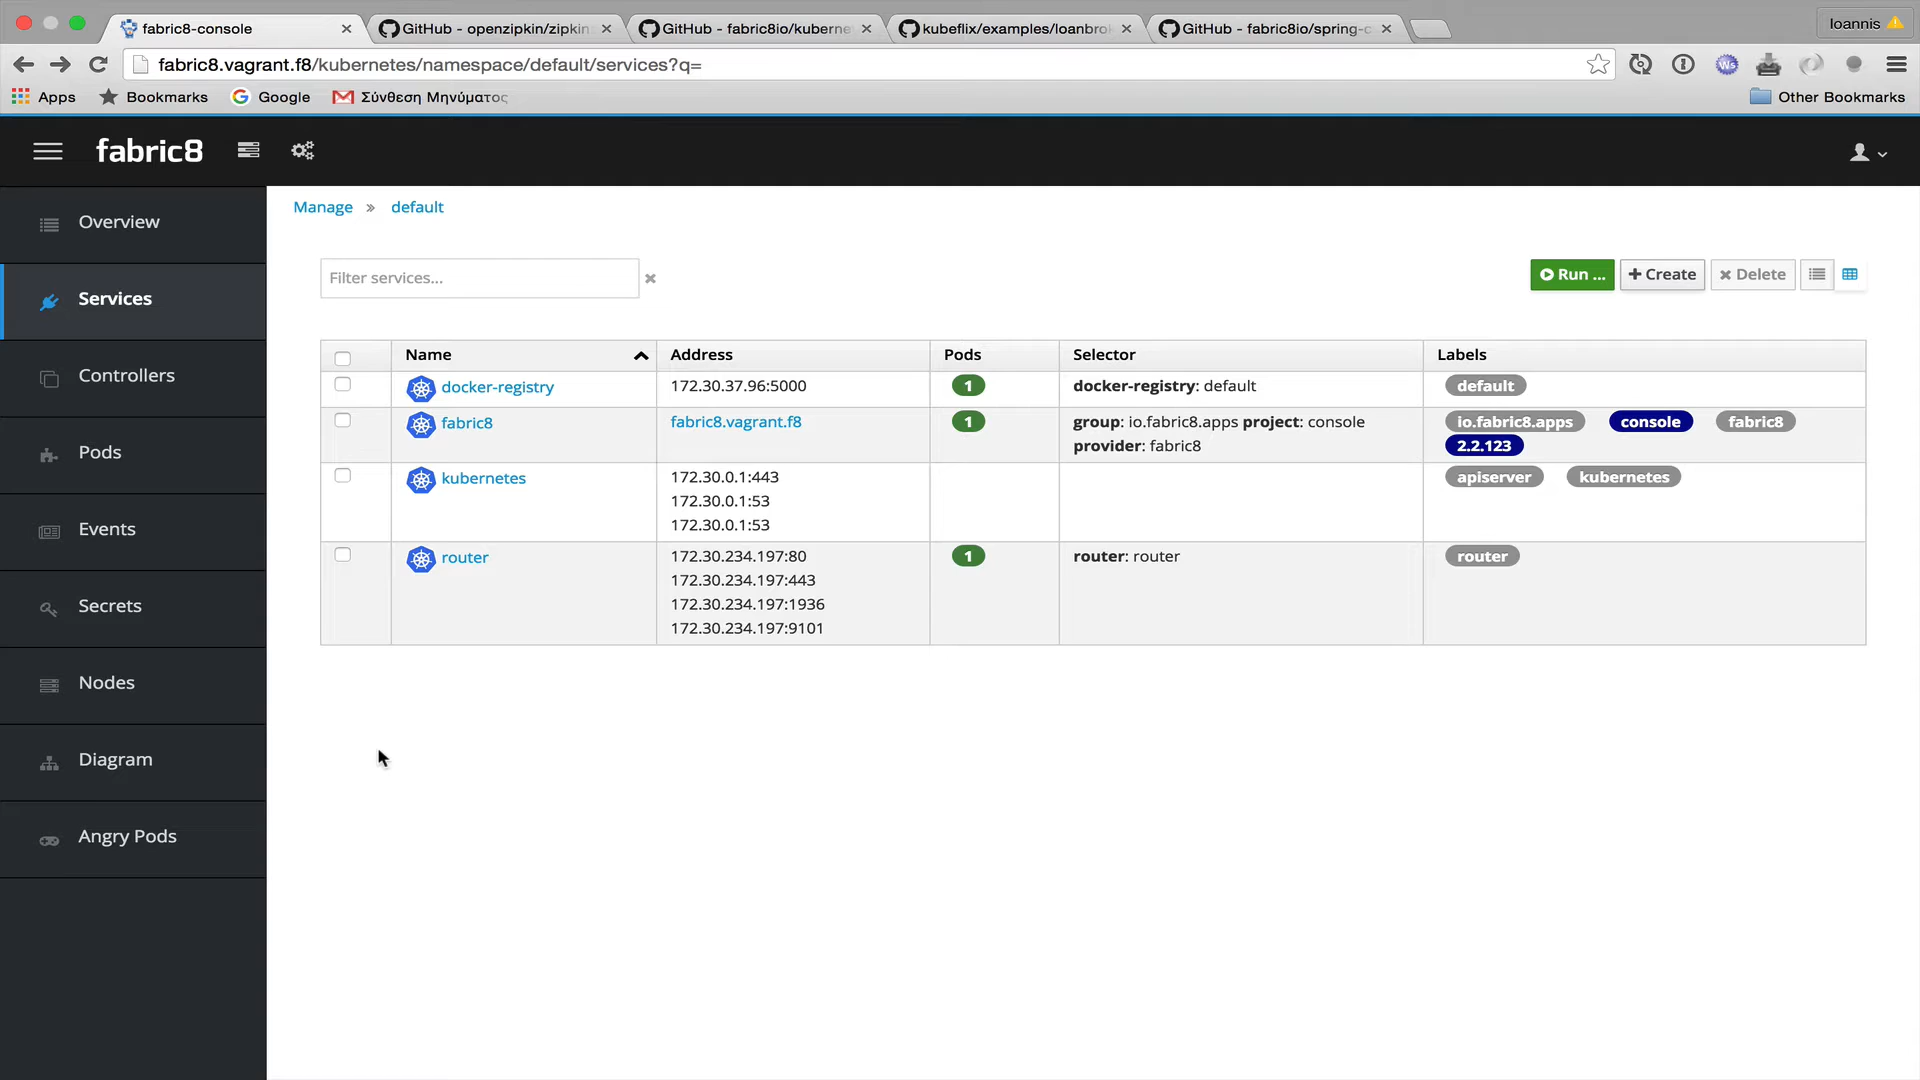 fabric8-console
GitHub - openzipkin/zipkin
GitHub - fabric8io/kuberne
kubeflix/examples/loanbro
GitHub - fabric8io/spring-c
Ioannis
fabric8.vagrant.f8/kubernetes/namespace/default/services?q=
Apps
Bookmarks
Google
Σύνθεση Μηνύματος
Other Bookmarks
fabric8
Overview
Services
Controllers
Pods
Events
Secrets
Nodes
Diagram
Angry Pods
Manage » default
Filter services...
Run ...
Create
Delete
Name Address Pods Selector Labels
docker-registry 172.30.37.96:5000 1 docker-registry: default default
fabric8 fabric8.vagrant.f8 1 group: io.fabric8.apps project: console io.fabric8.apps console fabric8
provider: fabric8 2.2.123
kubernetes 172.30.0.1:443 apiserver kubernetes
172.30.0.1:53
172.30.0.1:53
router 172.30.234.197:80 1 router: router router
172.30.234.197:443
172.30.234.197:1936
172.30.234.197:9101